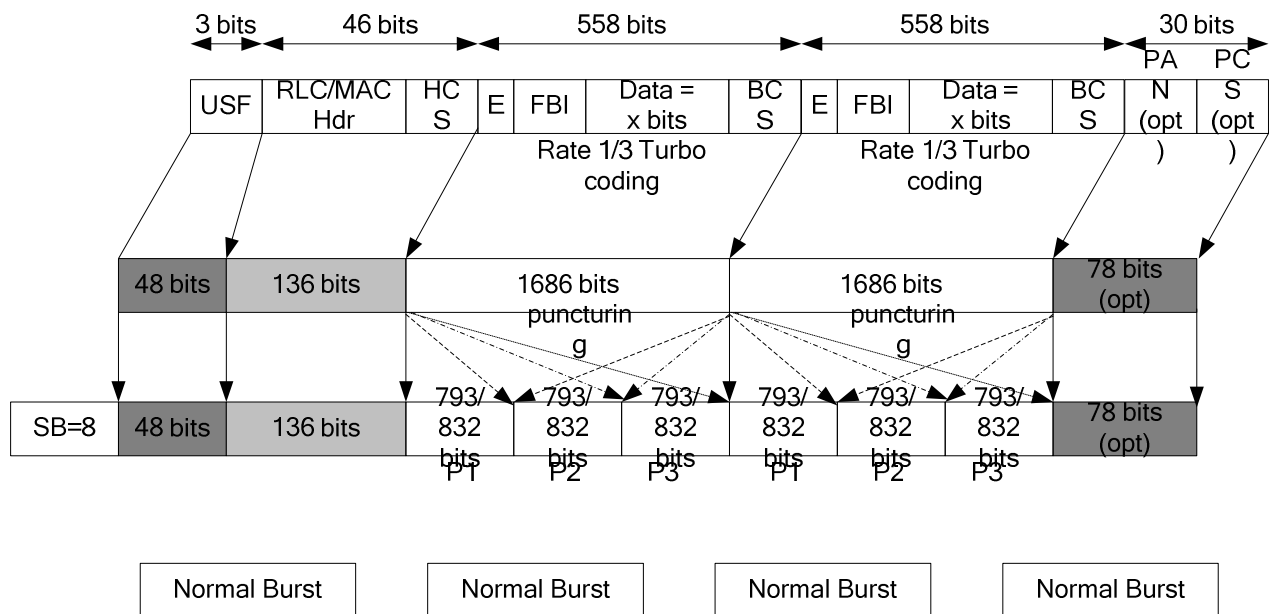 3 bits 46 bits 558 bits 558 bits 30 bits
USF
RLC/MAC
Hdr
HC
S
E
FBI
Data =
x bits
BC
S
E
FBI
Data =
x bits
BC
S
PA
N
(opt
)
PC
S
(opt
)
Rate 1/3 Turbo
coding
Rate 1/3 Turbo
coding
48 bits
136 bits
1686 bits
puncturin
g
1686 bits
puncturin
g
78 bits
(opt)
SB=8
48 bits
136 bits
793/
832
bits
P1
793/
832
bits
P2
793/
832
bits
P3
793/
832
bits
P1
793/
832
bits
P2
793/
832
bits
P3
78 bits
(opt)
Normal Burst Normal Burst Normal Burst Normal Burst